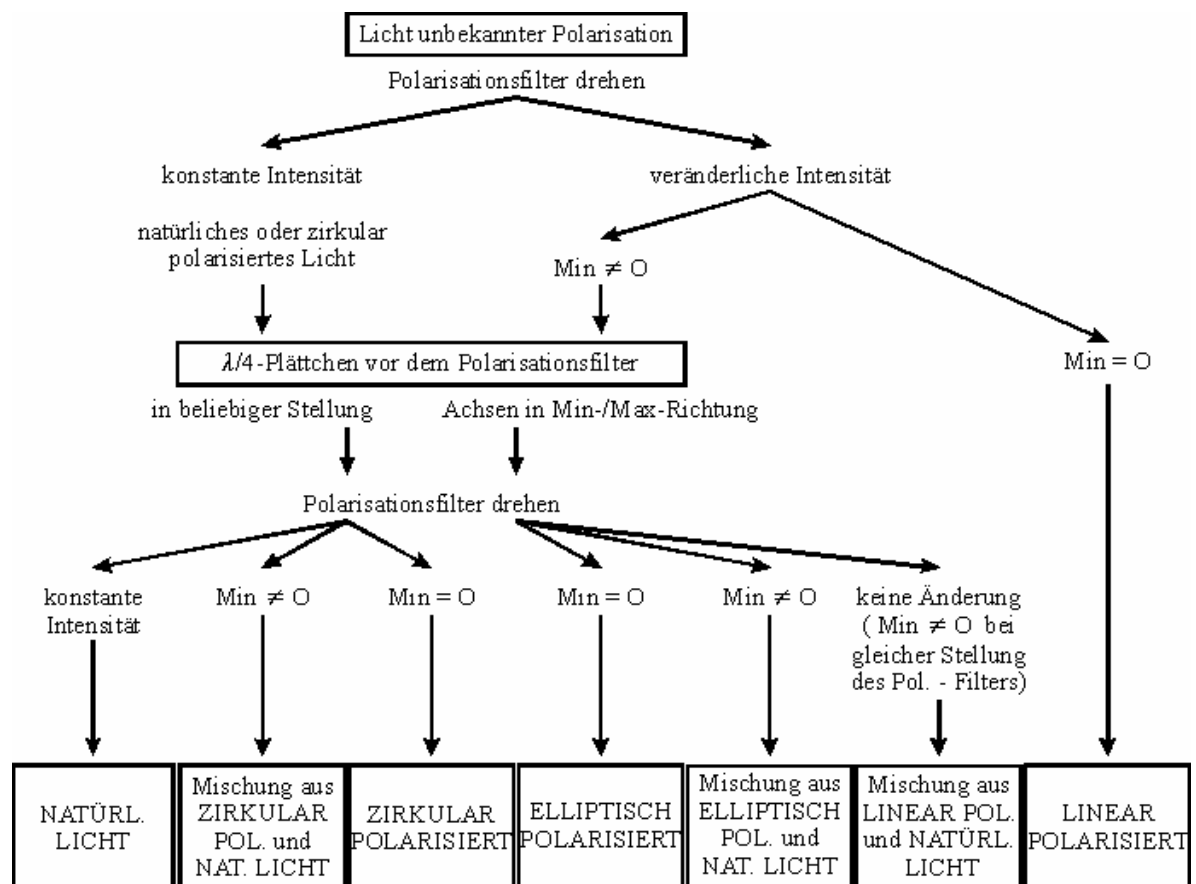 Licht unbekannter Polarisation
Polarisationsfilter drehen
konstante Intensität
veränderliche Intensität
natürliches oder zirkular
polarisiertes Licht
Min ≠ O
λ/4-Plättchen vor dem Polarisationsfilter
Min = O
in beliebiger Stellung
Achsen in Min-/Max-Richtung
Polarisationsfilter drehen
konstante
Intensität
Min ≠ O
Min = O
Min = O
Min ≠ O
keine Änderung
( Min ≠ O bei
gleicher Stellung
des Pol. - Filters)
NATÜRL.
LICHT
Mischung aus
ZIRKULAR
POL. und
NAT. LICHT
ZIRKULAR
POLARISIERT
ELLIPTISCH
POLARISIERT
Mischung aus
ELLIPTISCH
POL. und
NAT. LICHT
Mischung aus
LINEAR POL.
und NATÜRL.
LICHT
LINEAR
POLARISIERT